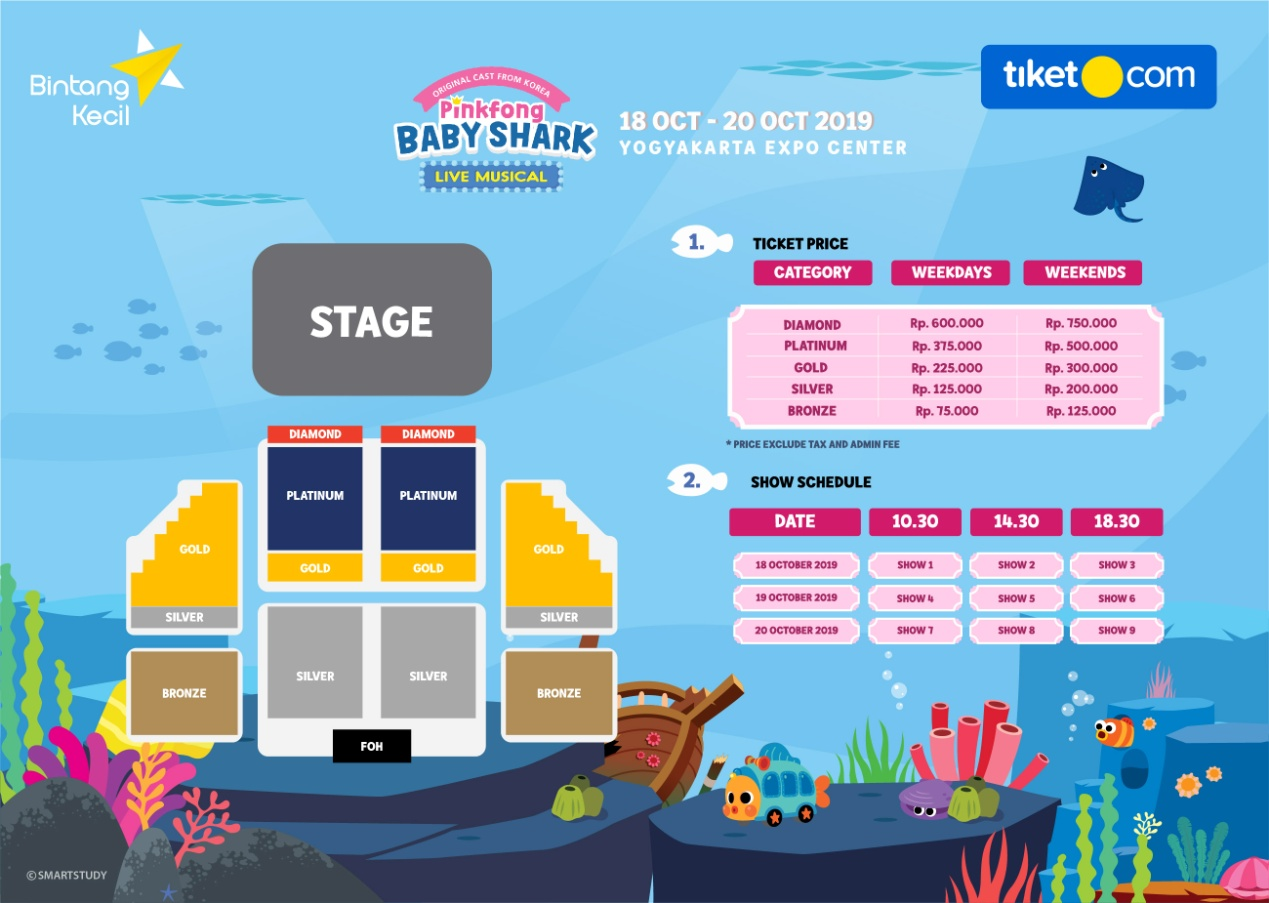 Bintang
Kecil
ORIGINAL CAST FROM KOREA
Pinkfong
BABY SHARK
LIVE MUSICAL
18 OCT - 20 OCT 2019
YOGYAKARTA EXPO CENTER
tiket com
STAGE
DIAMOND DIAMOND
PLATINUM PLATINUM
GOLD GOLD
GOLD GOLD
SILVER SILVER
SILVER SILVER
BRONZE BRONZE
FOH
1. TICKET PRICE
CATEGORY WEEKDAYS WEEKENDS
DIAMOND Rp. 600.000 Rp. 750.000
PLATINUM Rp. 375.000 Rp. 500.000
GOLD Rp. 225.000 Rp. 300.000
SILVER Rp. 125.000 Rp. 200.000
BRONZE Rp. 75.000 Rp. 125.000
* PRICE EXCLUDE TAX AND ADMIN FEE
2. SHOW SCHEDULE
DATE 10.30 14.30 18.30
18 OCTOBER 2019 SHOW 1 SHOW 2 SHOW 3
19 OCTOBER 2019 SHOW 4 SHOW 5 SHOW 6
20 OCTOBER 2019 SHOW 7 SHOW 8 SHOW 9
©SMARTSTUDY